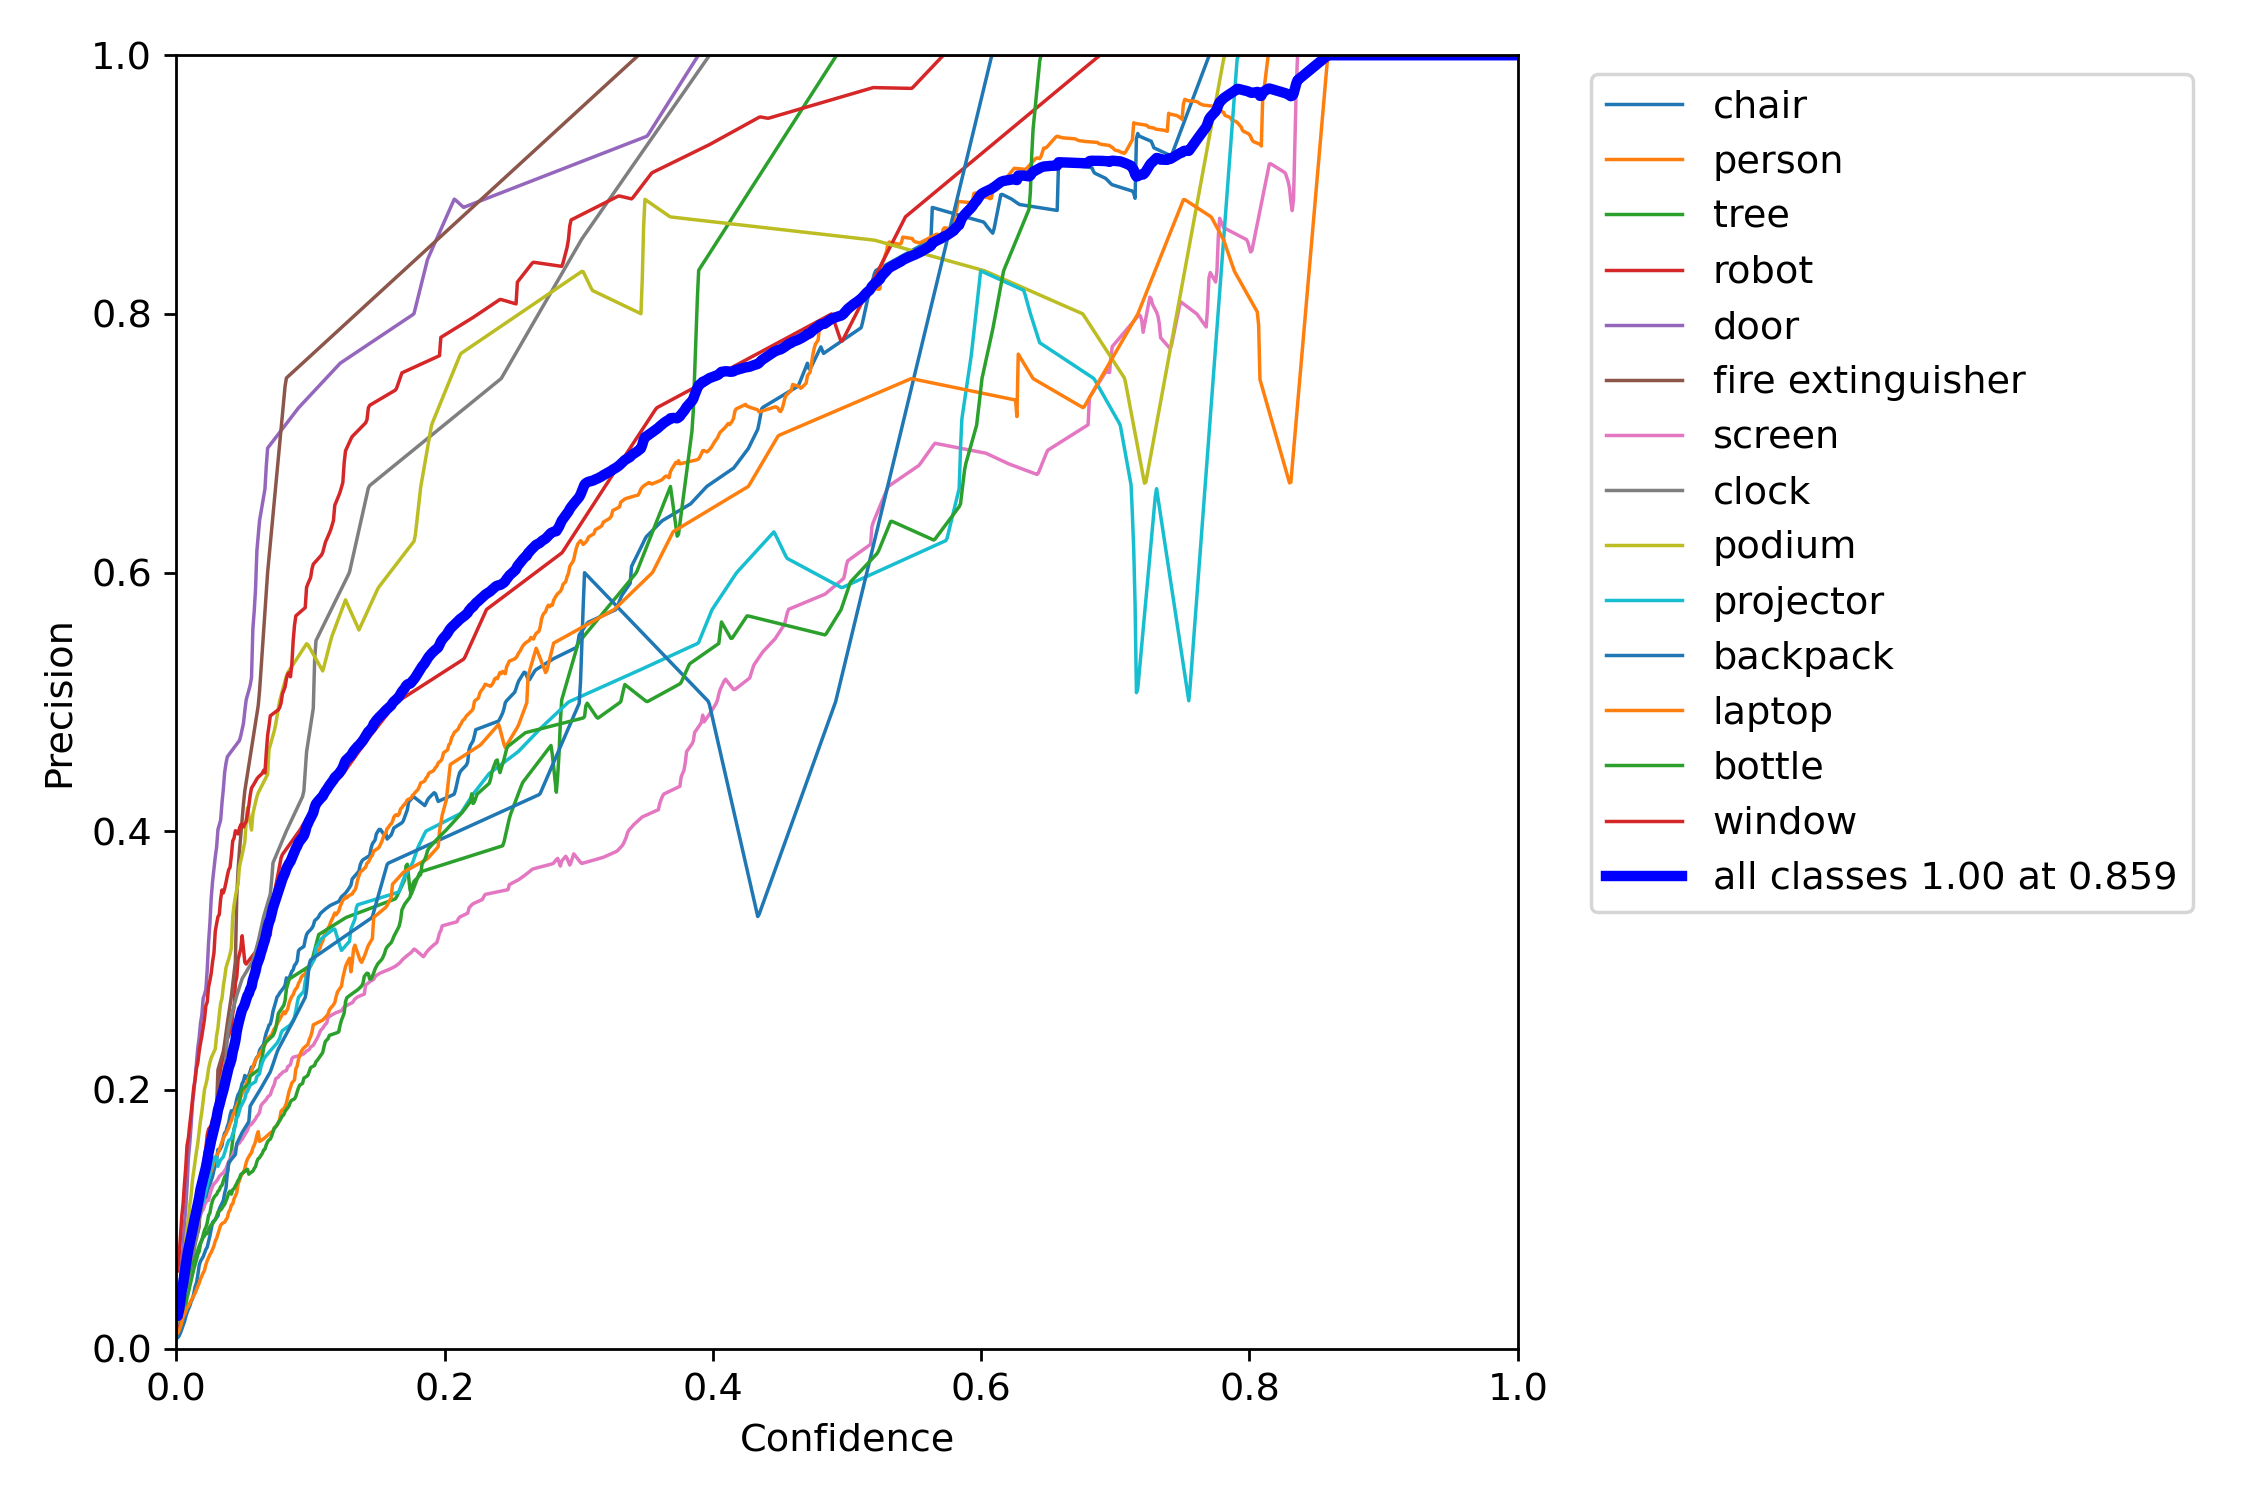 1.0
0.8
0.6
0.4
0.2
0.0
Precision
0.0 0.2 0.4 0.6 0.8 1.0
Confidence
chair
person
tree
robot
door
fire extinguisher
screen
clock
podium
projector
backpack
laptop
bottle
window
all classes 1.00 at 0.859